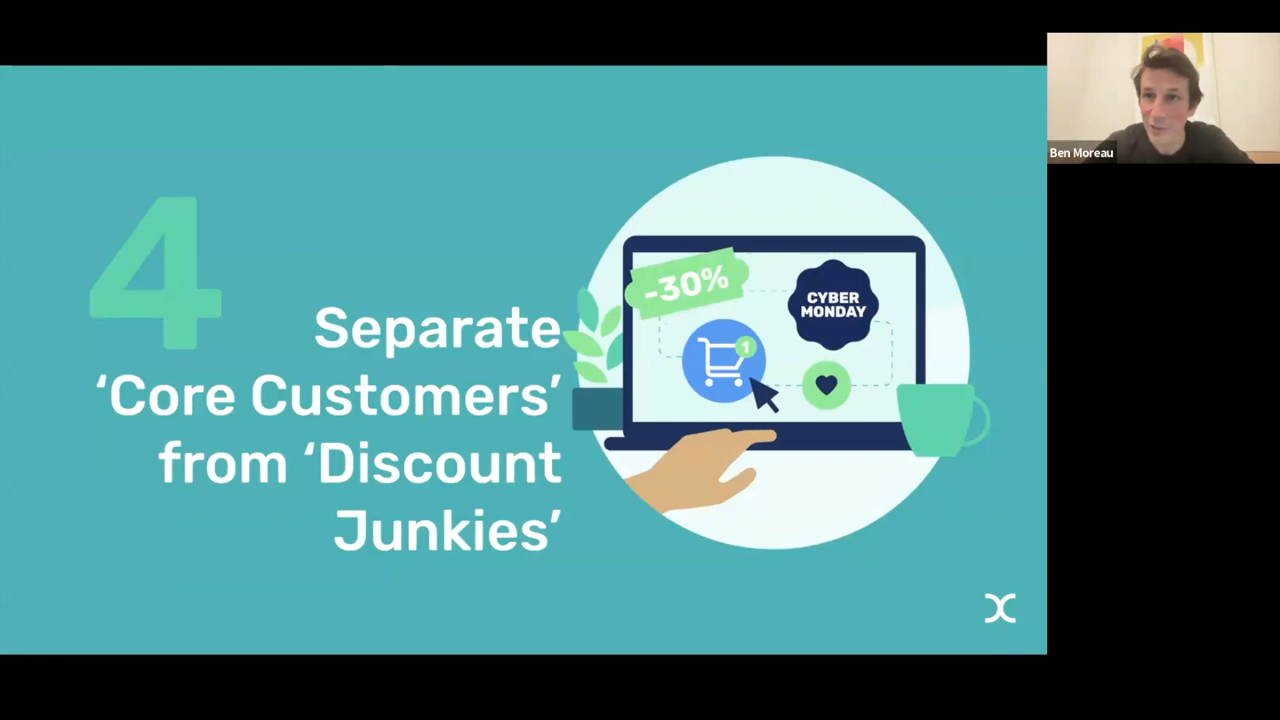 4
Separate
‘Core Customers’
from ‘Discount
Junkies’
-30%
CYBER
MONDAY
1
Ben Moreau